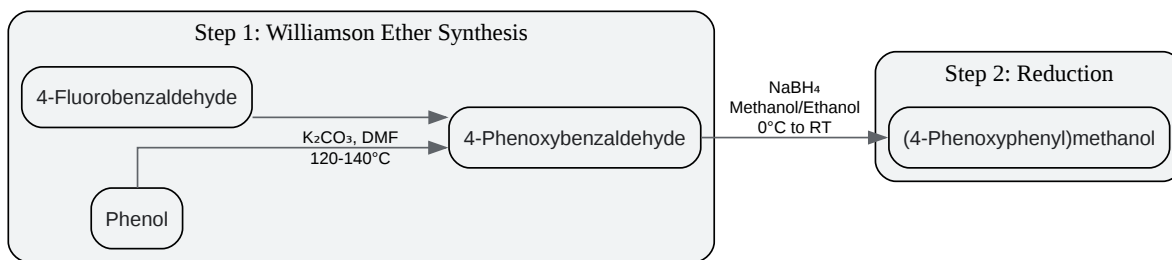 Step 1: Williamson Ether Synthesis
4-Fluorobenzaldehyde
K₂CO₃, DMF
120-140°C
Phenol
4-Phenoxybenzaldehyde
NaBH₄
Methanol/Ethanol
0°C to RT
Step 2: Reduction
(4-Phenoxyphenyl)methanol